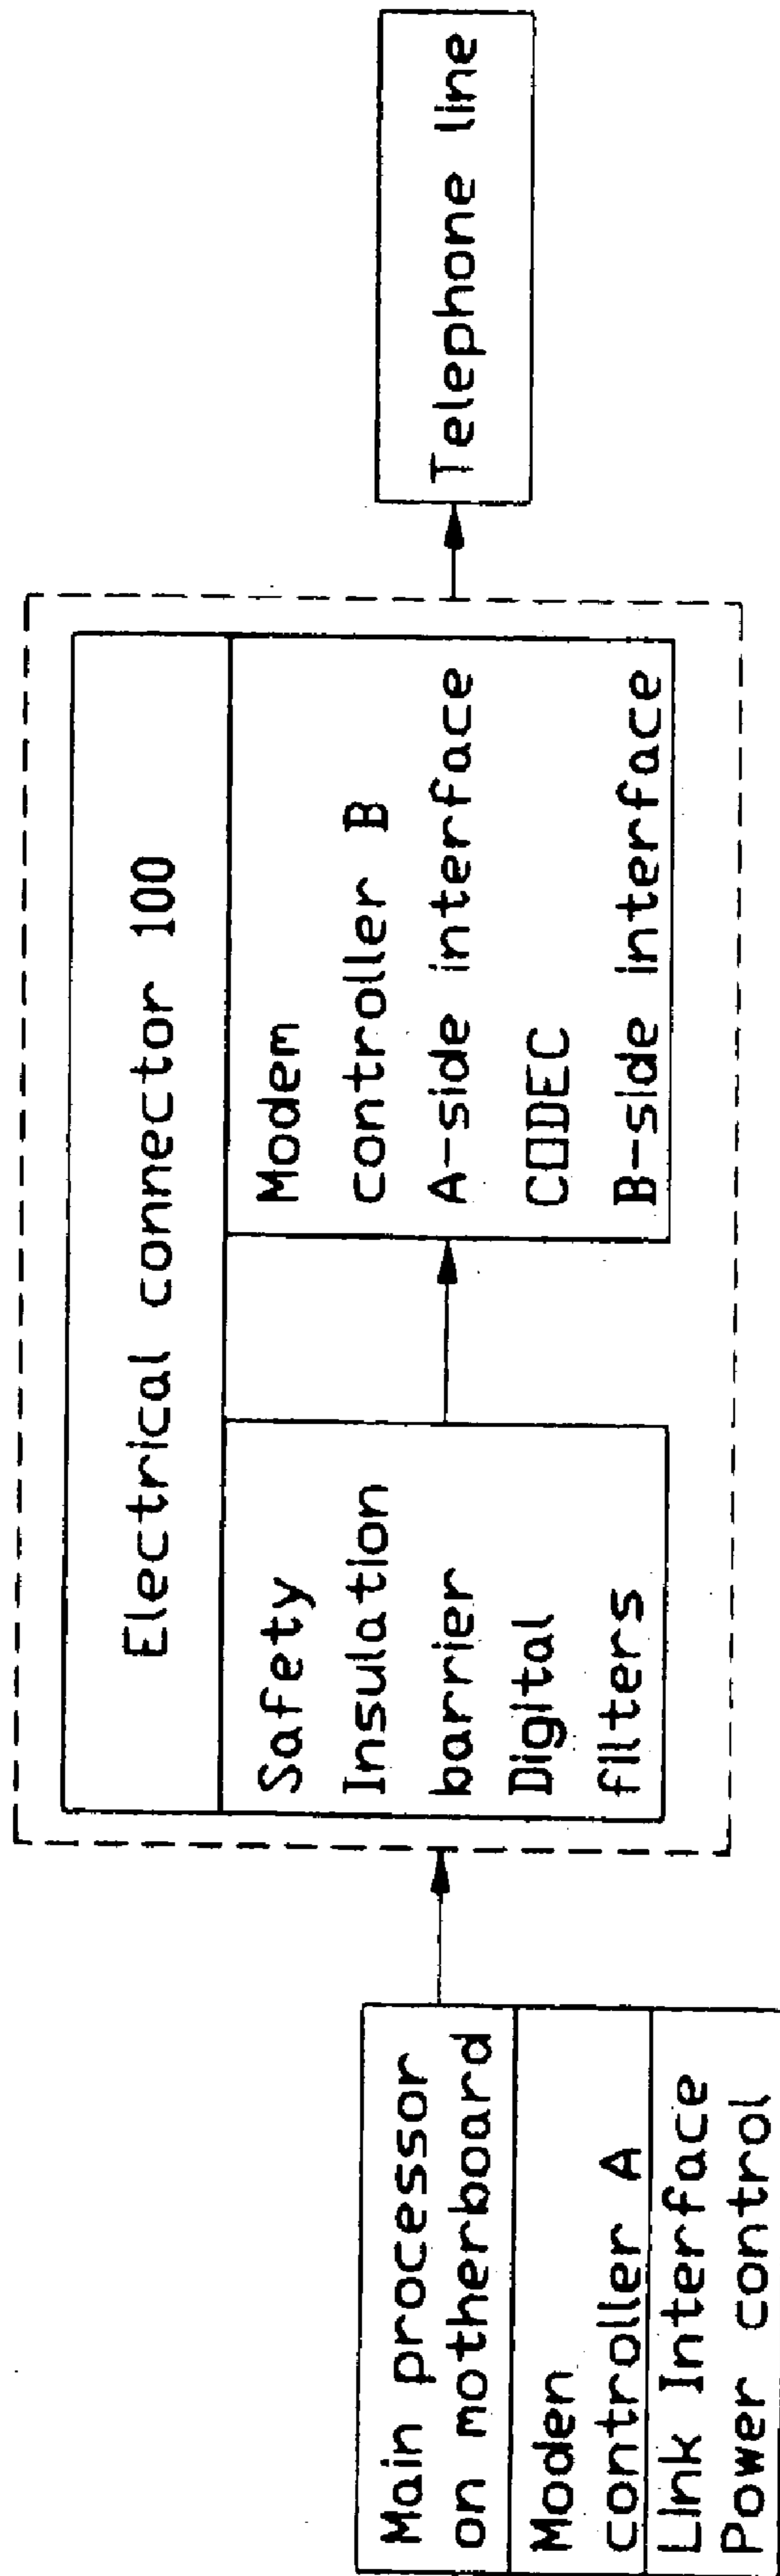 Main processor
on motherboard
Moden
controller A
Link Interface
Power control
Electrical connector 100
Safety
Insulation
barrier
Digital
filters
Modem
controller B
A-side interface
CODEC
B-side interface
Telephone line